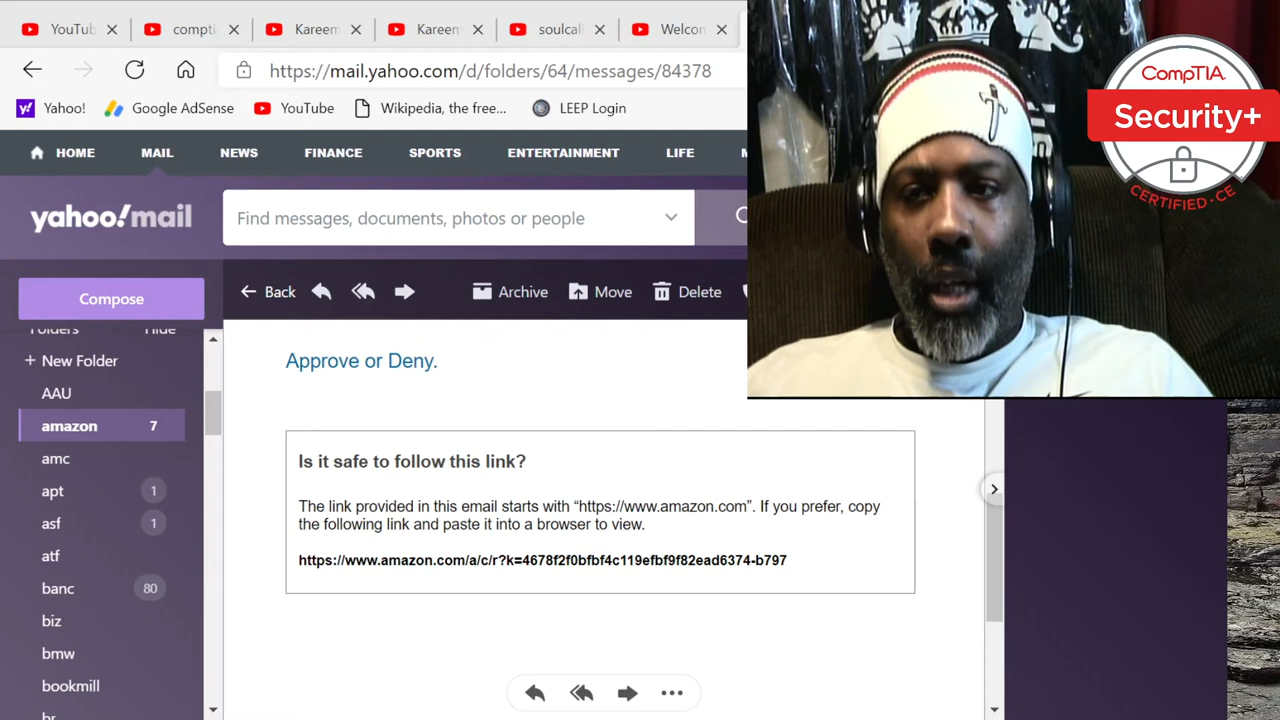 YouTub
compti
Kareem
Kareem
soulcali
Welcon
https://mail.yahoo.com/d/folders/64/messages/84378
Yahoo!
Google AdSense
YouTube
Wikipedia, the free...
LEEP Login
HOME
MAIL
NEWS
FINANCE
SPORTS
ENTERTAINMENT
LIFE
yahoo!mail
Find messages, documents, photos or people
Compose
Back
Archive
Move
Delete
Folders
Hide
+ New Folder
AAU
amazon 7
amc
apt 1
asf 1
atf
banc 80
biz
bmw
bookmill
br
Approve or Deny.
Is it safe to follow this link?
The link provided in this email starts with “https://www.amazon.com”. If you prefer, copy
the following link and paste it into a browser to view.
https://www.amazon.com/a/c/r?k=4678f2f0bfbf4c119efbf9f82ead6374-b797
CompTIA.
Security+
CERTIFIED·CE